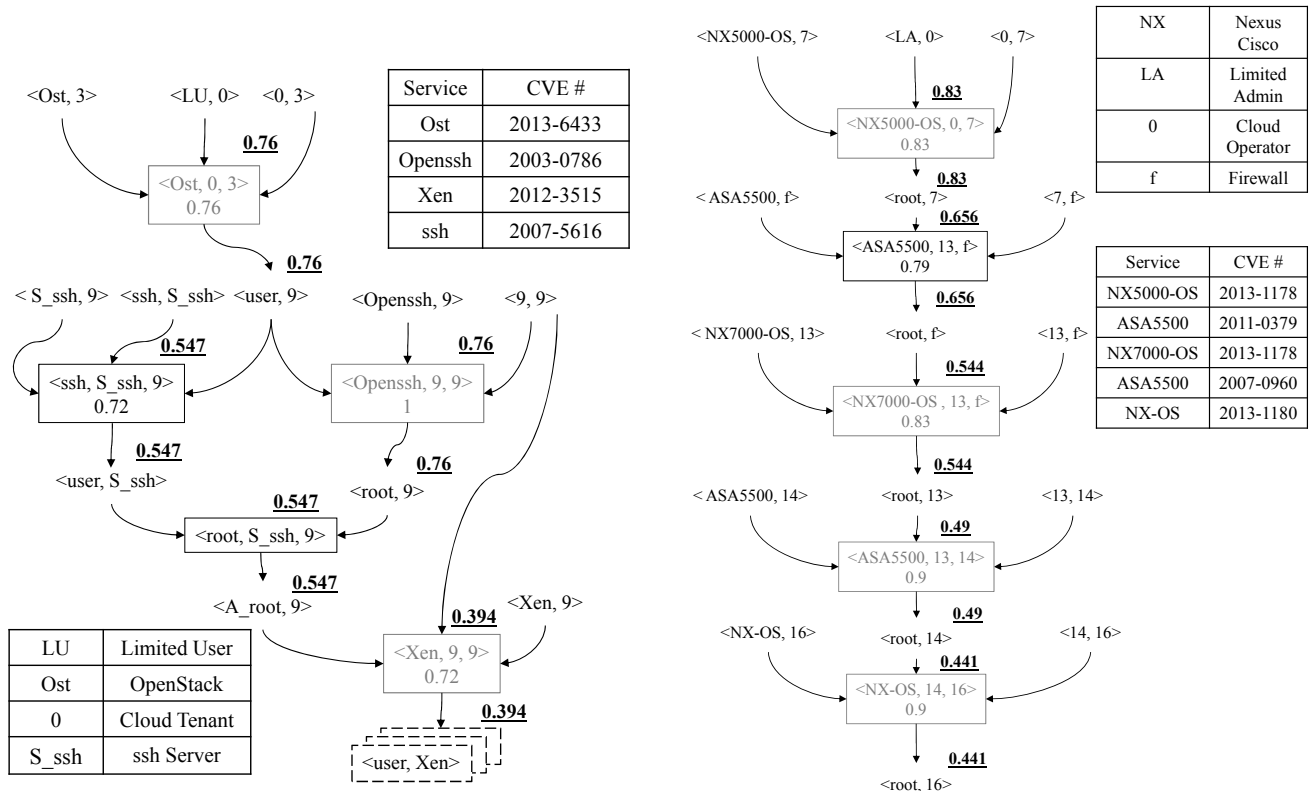 <Ost, 3>
<LU, 0>
<0, 3>
0.76
<Ost, 0, 3>
0.76
0.76
< S_ssh, 9>
<ssh, S_ssh>
<user, 9>
<Openssh, 9>
<9, 9>
0.547
0.76
<ssh, S_ssh, 9>
0.72
<Openssh, 9, 9>
1
0.547
0.76
<user, S_ssh>
<root, 9>
0.547
<root, S_ssh, 9>
0.547
<A_root, 9>
0.394
<Xen, 9>
<Xen, 9, 9>
0.72
0.394
<user, Xen>
Service CVE #
Ost 2013-6433
Openssh 2003-0786
Xen 2012-3515
ssh 2007-5616
LU Limited User
Ost OpenStack
0 Cloud Tenant
S_ssh ssh Server
<NX5000-OS, 7>
<LA, 0>
<0, 7>
0.83
<NX5000-OS, 0, 7>
0.83
0.83
< ASA5500, f>
<root, 7>
<7, f>
0.656
<ASA5500, 13, f>
0.79
0.656
< NX7000-OS, 13>
<root, f>
<13, f>
0.544
<NX7000-OS , 13, f>
0.83
0.544
< ASA5500, 14>
<root, 13>
<13, 14>
0.49
<ASA5500, 13, 14>
0.9
0.49
<NX-OS, 16>
<root, 14>
<14, 16>
0.441
<NX-OS, 14, 16>
0.9
0.441
<root, 16>
NX Nexus
Cisco
LA Limited
Admin
0 Cloud
Operator
f Firewall
Service CVE #
NX5000-OS 2013-1178
ASA5500 2011-0379
NX7000-OS 2013-1178
ASA5500 2007-0960
NX-OS 2013-1180